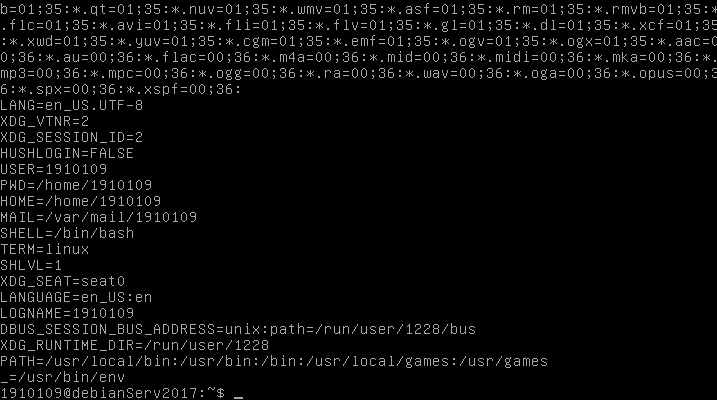 b=01;35:*.qt=01;35:*.nuv=01;35:*.wmv=01;35:*.asf=01;35:*.rm=01;35:*.rmvb=01;35:*
.flc=01;35:*.avi=01;35:*.fli=01;35:*.flv=01;35:*.gl=01;35:*.dl=01;35:*.xcf=01;35
:*.xwd=01;35:*.yuv=01;35:*.cgm=01;35:*.emf=01;35:*.ogv=01;35:*.ogx=01;35:*.aac=0
0;36:*.au=00;36:*.flac=00;36:*.m4a=00;36:*.mid=00;36:*.midi=00;36:*.mka=00;36:*.
mp3=00;36:*.mpc=00;36:*.ogg=00;36:*.ra=00;36:*.wav=00;36:*.oga=00;36:*.opus=00;3
6:*.spx=00;36:*.xspf=00;36:
LANG=en_US.UTF-8
XDG_VTNR=2
XDG_SESSION_ID=2
HUSHLOGIN=FALSE
USER=1910109
PWD=/home/1910109
HOME=/home/1910109
MAIL=/var/mail/1910109
SHELL=/bin/bash
TERM=linux
SHLVL=1
XDG_SEAT=seat0
LANGUAGE=en_US:en
LOGNAME=1910109
DBUS_SESSION_BUS_ADDRESS=unix:path=/run/user/1228/bus
XDG_RUNTIME_DIR=/run/user/1228
PATH=/usr/local/bin:/usr/bin:/bin:/usr/local/games:/usr/games
_=/usr/bin/env
1910109@debianServ2017:~$ _